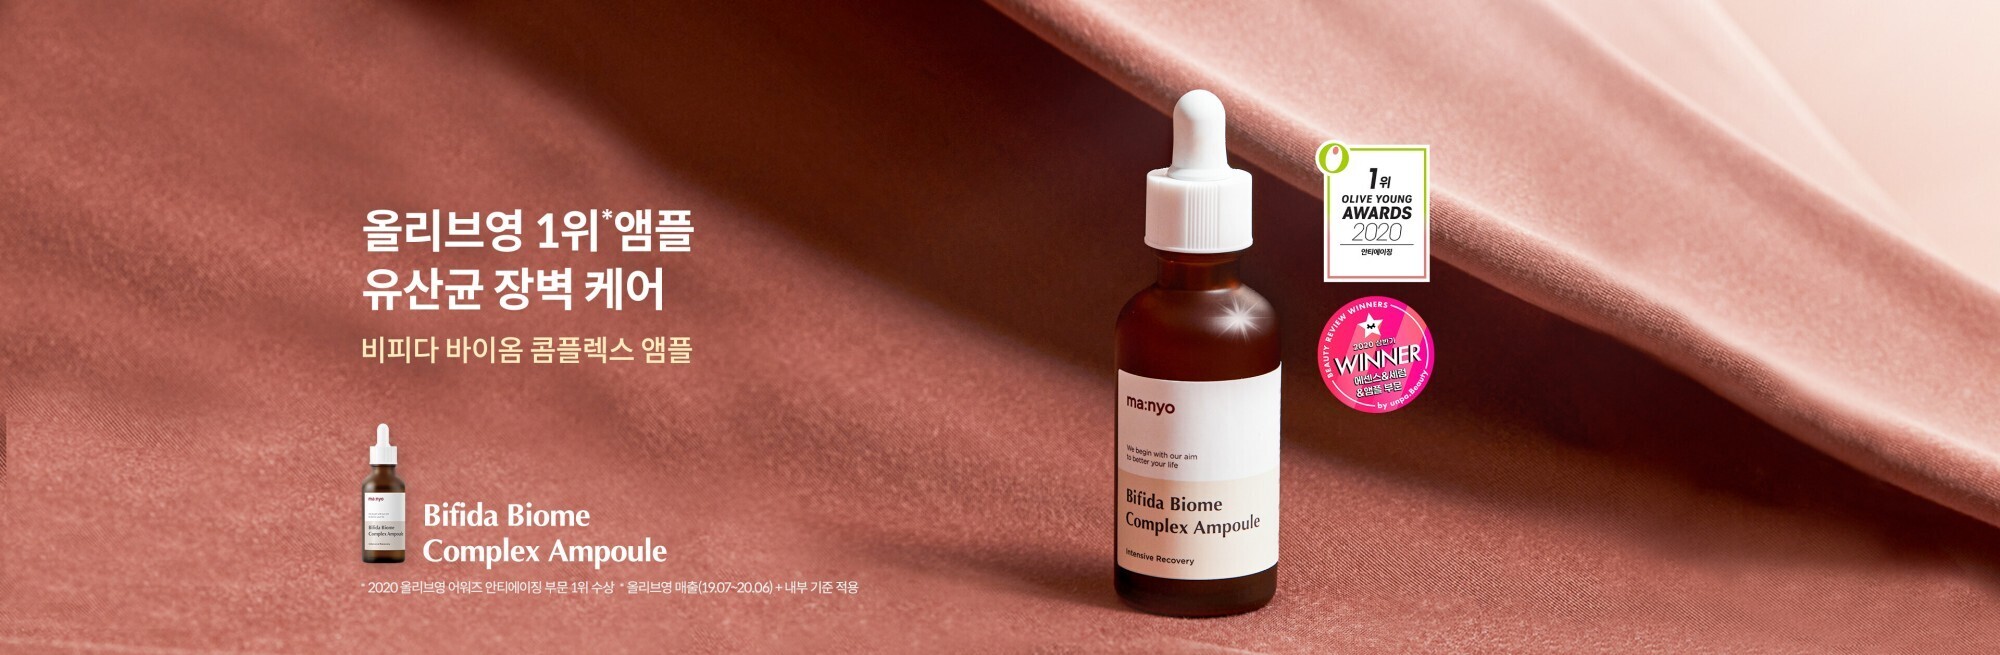 올리브영 1위*앰플
유산균 장벽 케어
비피다 바이옴 콤플렉스 앰플
ma:nyo
Bifida Biome
Complex Ampoule
Bifida Biome
Complex Ampoule
* 2020 올리브영 어워즈 안티에이징 부문 1위 수상 * 올리브영 매출(19.07~20.06) + 내부 기준 적용
ma:nyo
We begin with our aim
to better your life
Bifida Biome
Complex Ampoule
Intensive Recovery
1위
OLIVE YOUNG
AWARDS
2020
안티에이징
BEAUTY REVIEW WINNERS
2020 상반기
WINNER
에센스&세럼
&앰플 부문
by unpa.Beauty